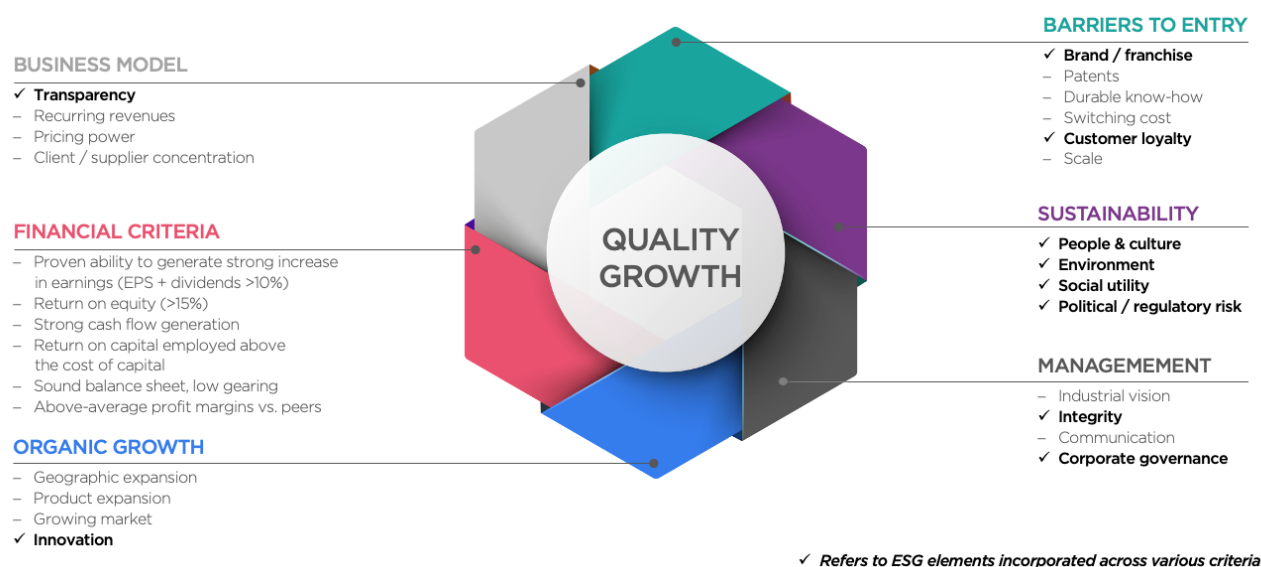 BUSINESS MODEL
✓ Transparency
– Recurring revenues
– Pricing power
– Client / supplier concentration
FINANCIAL CRITERIA
– Proven ability to generate strong increase
in earnings (EPS + dividends >10%)
– Return on equity (>15%)
– Strong cash flow generation
– Return on capital employed above
the cost of capital
– Sound balance sheet, low gearing
– Above-average profit margins vs. peers
ORGANIC GROWTH
– Geographic expansion
– Product expansion
– Growing market
✓ Innovation
QUALITY
GROWTH
BARRIERS TO ENTRY
✓ Brand / franchise
– Patents
– Durable know-how
– Switching cost
✓ Customer loyalty
– Scale
SUSTAINABILITY
✓ People & culture
✓ Environment
✓ Social utility
✓ Political / regulatory risk
MANAGEMEMENT
– Industrial vision
✓ Integrity
– Communication
✓ Corporate governance
✓ Refers to ESG elements incorporated across various criteria